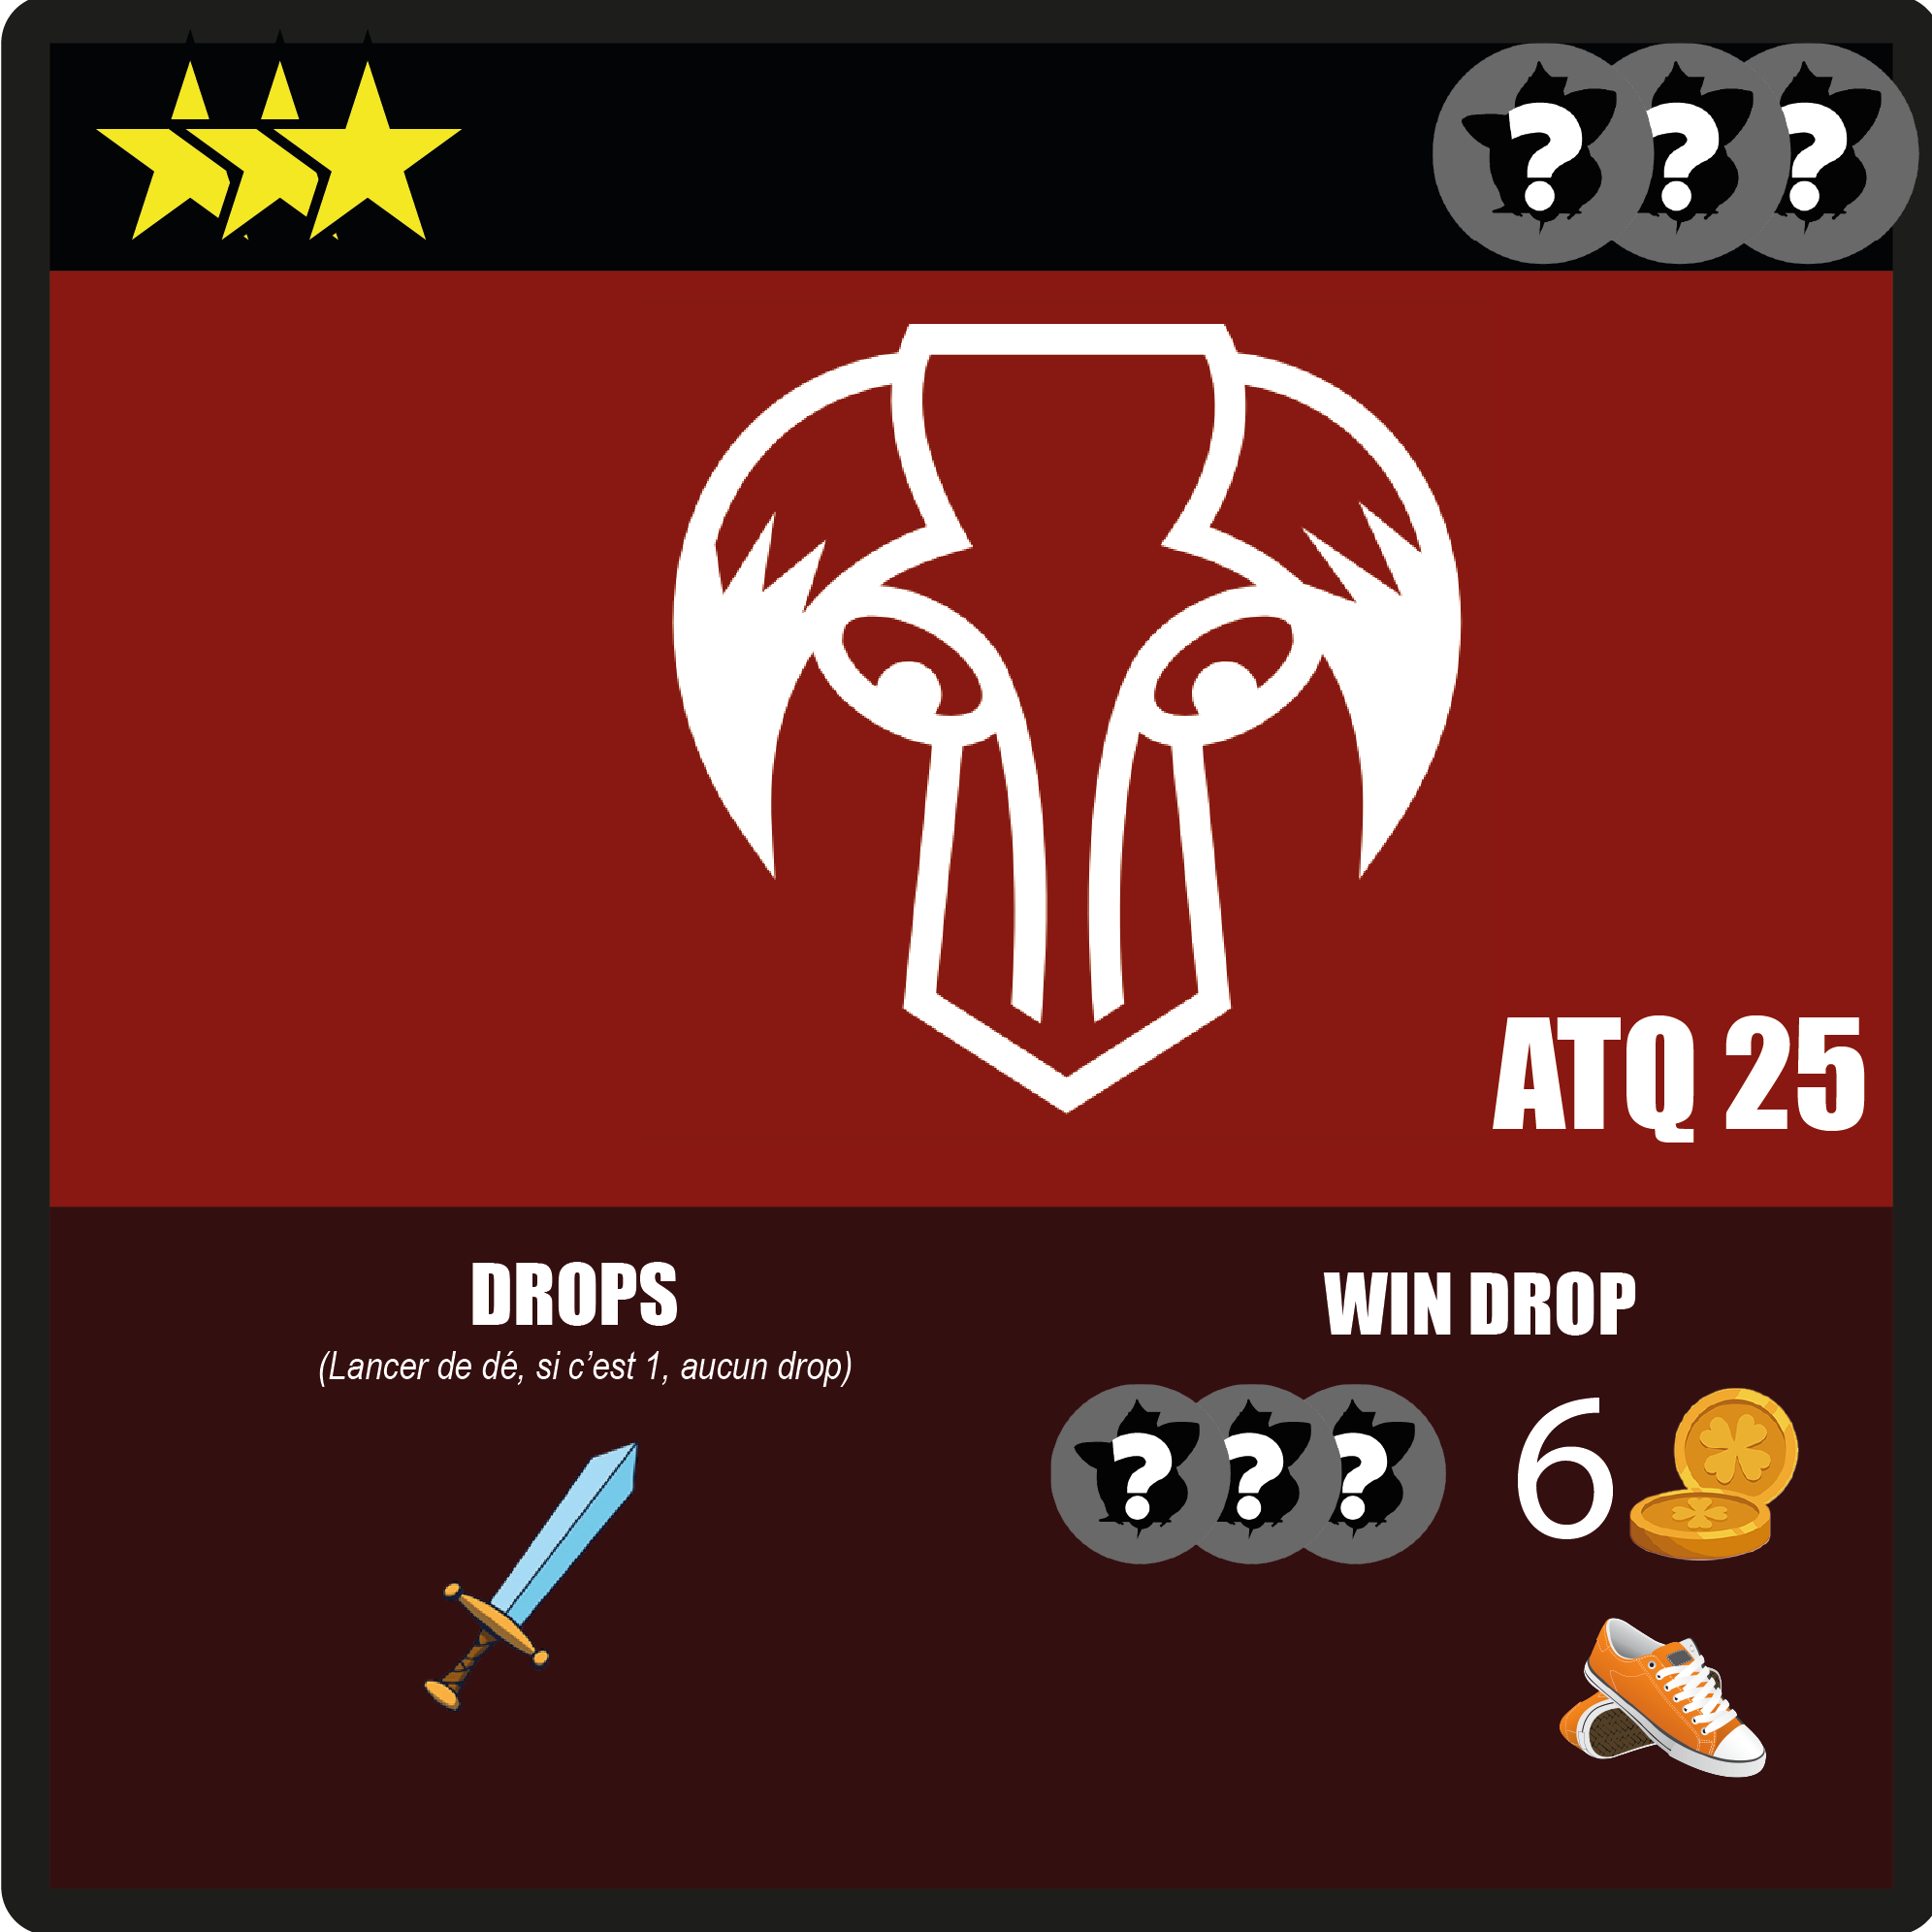 ? ? ?
ATQ 25
DROPS
(Lancer de dé, si c'est 1, aucun drop)
WIN DROP
? ? ? 6